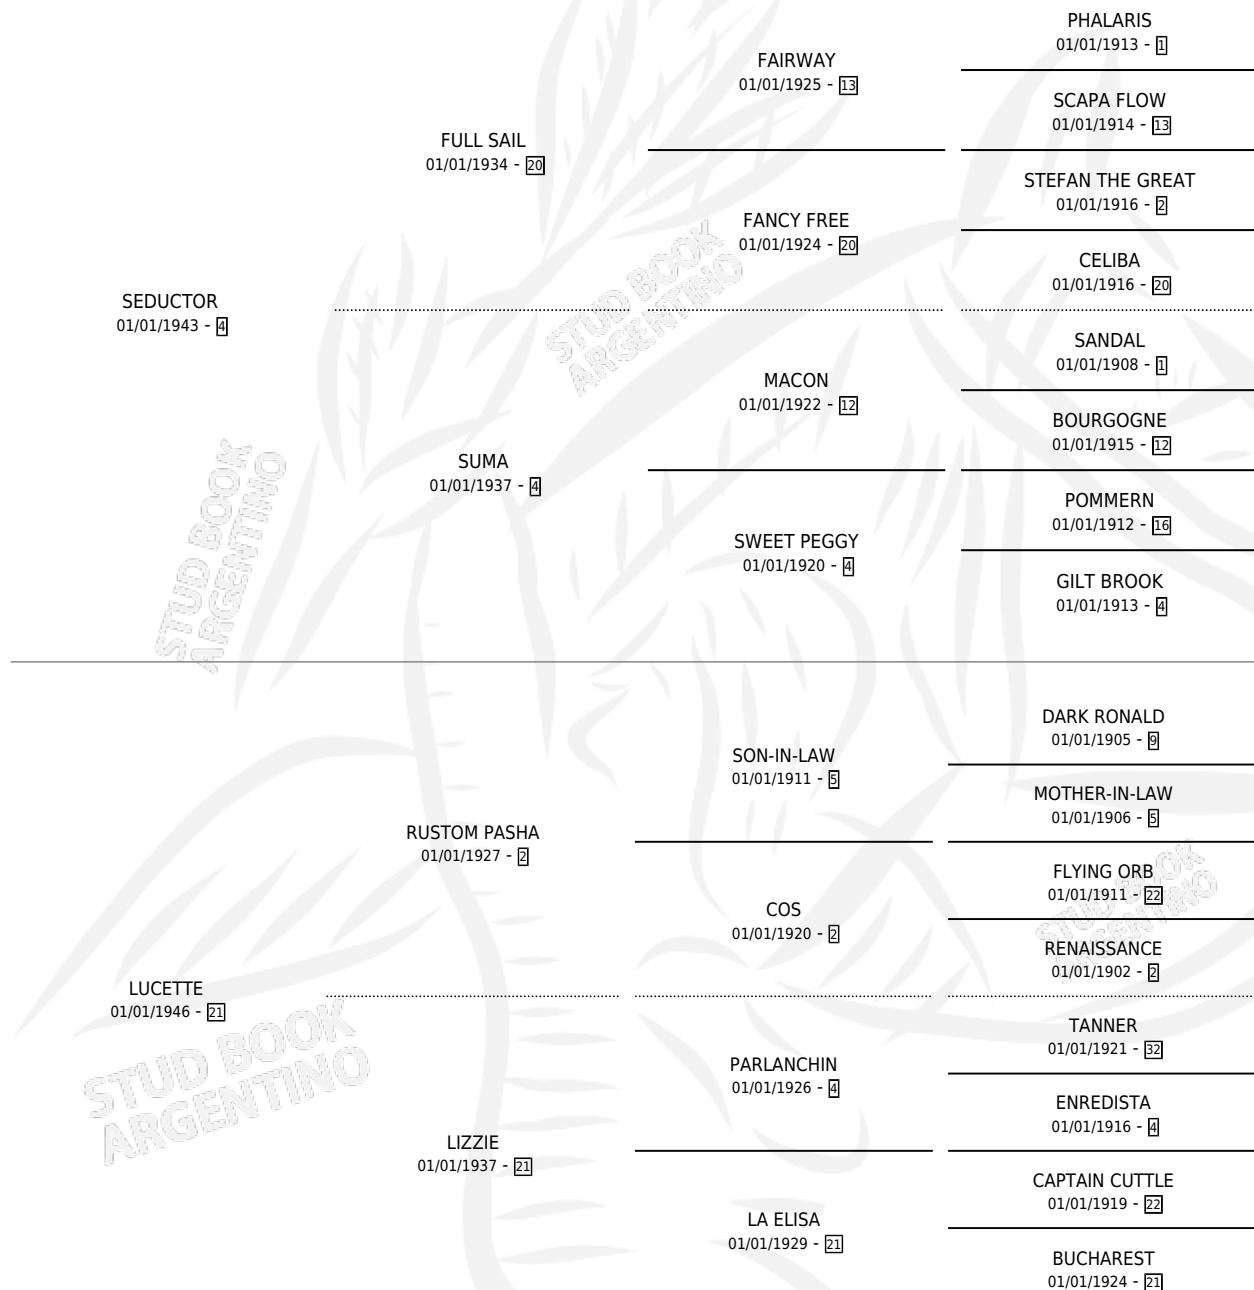 PHALARIS
01/01/1913 - 1
FAIRWAY
01/01/1925 - 13
SCAPA FLOW
01/01/1914 - 13
FULL SAIL
01/01/1934 - 20
STEFAN THE GREAT
01/01/1916 - 2
FANCY FREE
01/01/1924 - 20
CELIBA
01/01/1916 - 20
SEDUCTOR
01/01/1943 - 4
SANDAL
01/01/1908 - 1
MACON
01/01/1922 - 12
BOURGOGNE
01/01/1915 - 12
SUMA
01/01/1937 - 4
POMMERN
01/01/1912 - 16
SWEET PEGGY
01/01/1920 - 4
GILT BROOK
01/01/1913 - 4
DARK RONALD
01/01/1905 - 9
SON-IN-LAW
01/01/1911 - 5
MOTHER-IN-LAW
01/01/1906 - 5
RUSTOM PASHA
01/01/1927 - 2
FLYING ORB
01/01/1911 - 22
COS
01/01/1920 - 2
RENAISSANCE
01/01/1902 - 2
LUCETTE
01/01/1946 - 21
TANNER
01/01/1921 - 32
PARLANCHIN
01/01/1926 - 4
ENREDISTA
01/01/1916 - 4
LIZZIE
01/01/1937 - 21
CAPTAIN CUTTLE
01/01/1919 - 22
LA ELISA
01/01/1929 - 21
BUCHAREST
01/01/1924 - 21
STUD BOOK
ARGENTINO
STUD BOOK
ARGENTINO
STUD BOOK
ARGENTINO
STUD BOOK
ARGENTINO